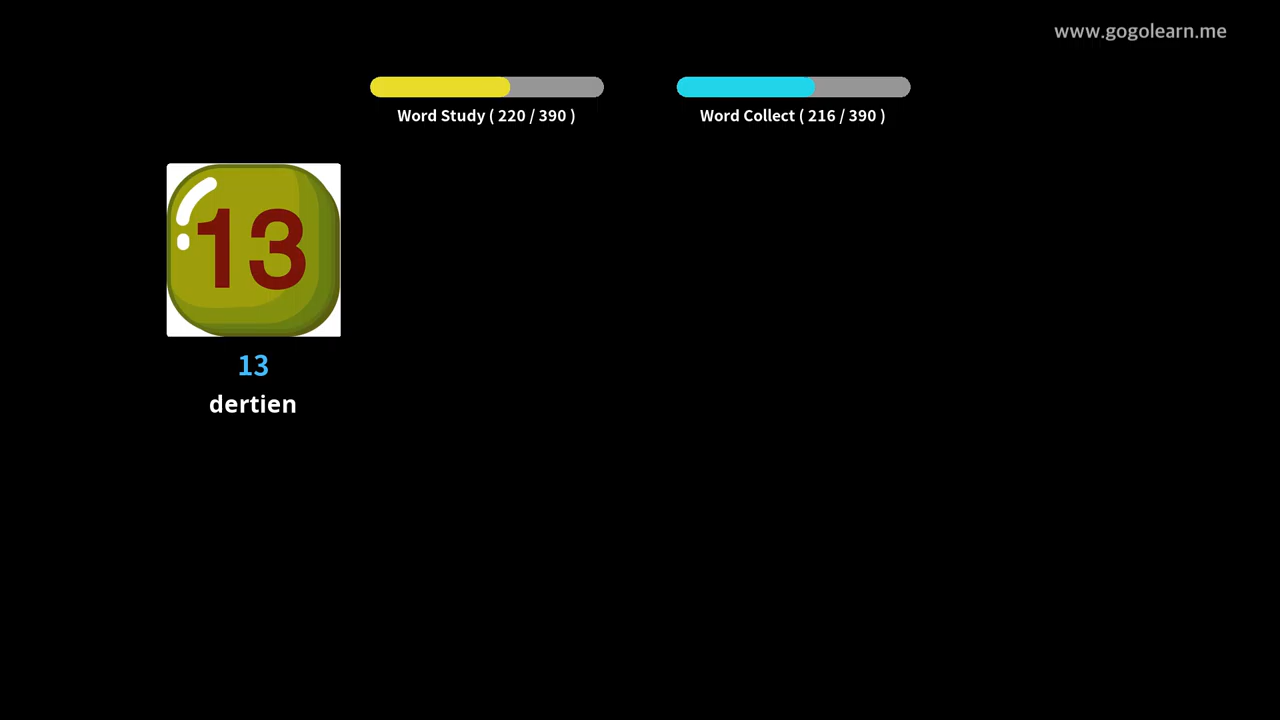 www.gogolearn.me
Word Study ( 220 / 390 )
Word Collect ( 216 / 390 )
13
13
dertien